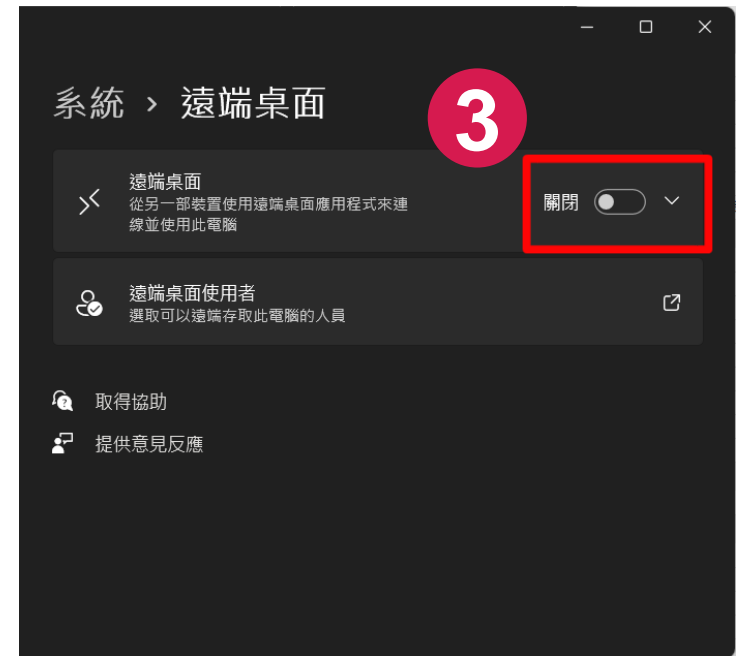 系統 › 遠端桌面
3
遠端桌面
從另一部裝置使用遠端桌面應用程式來連
線並使用此電腦
關閉
遠端桌面使用者
選取可以遠端存取此電腦的人員
取得協助
提供意見反應